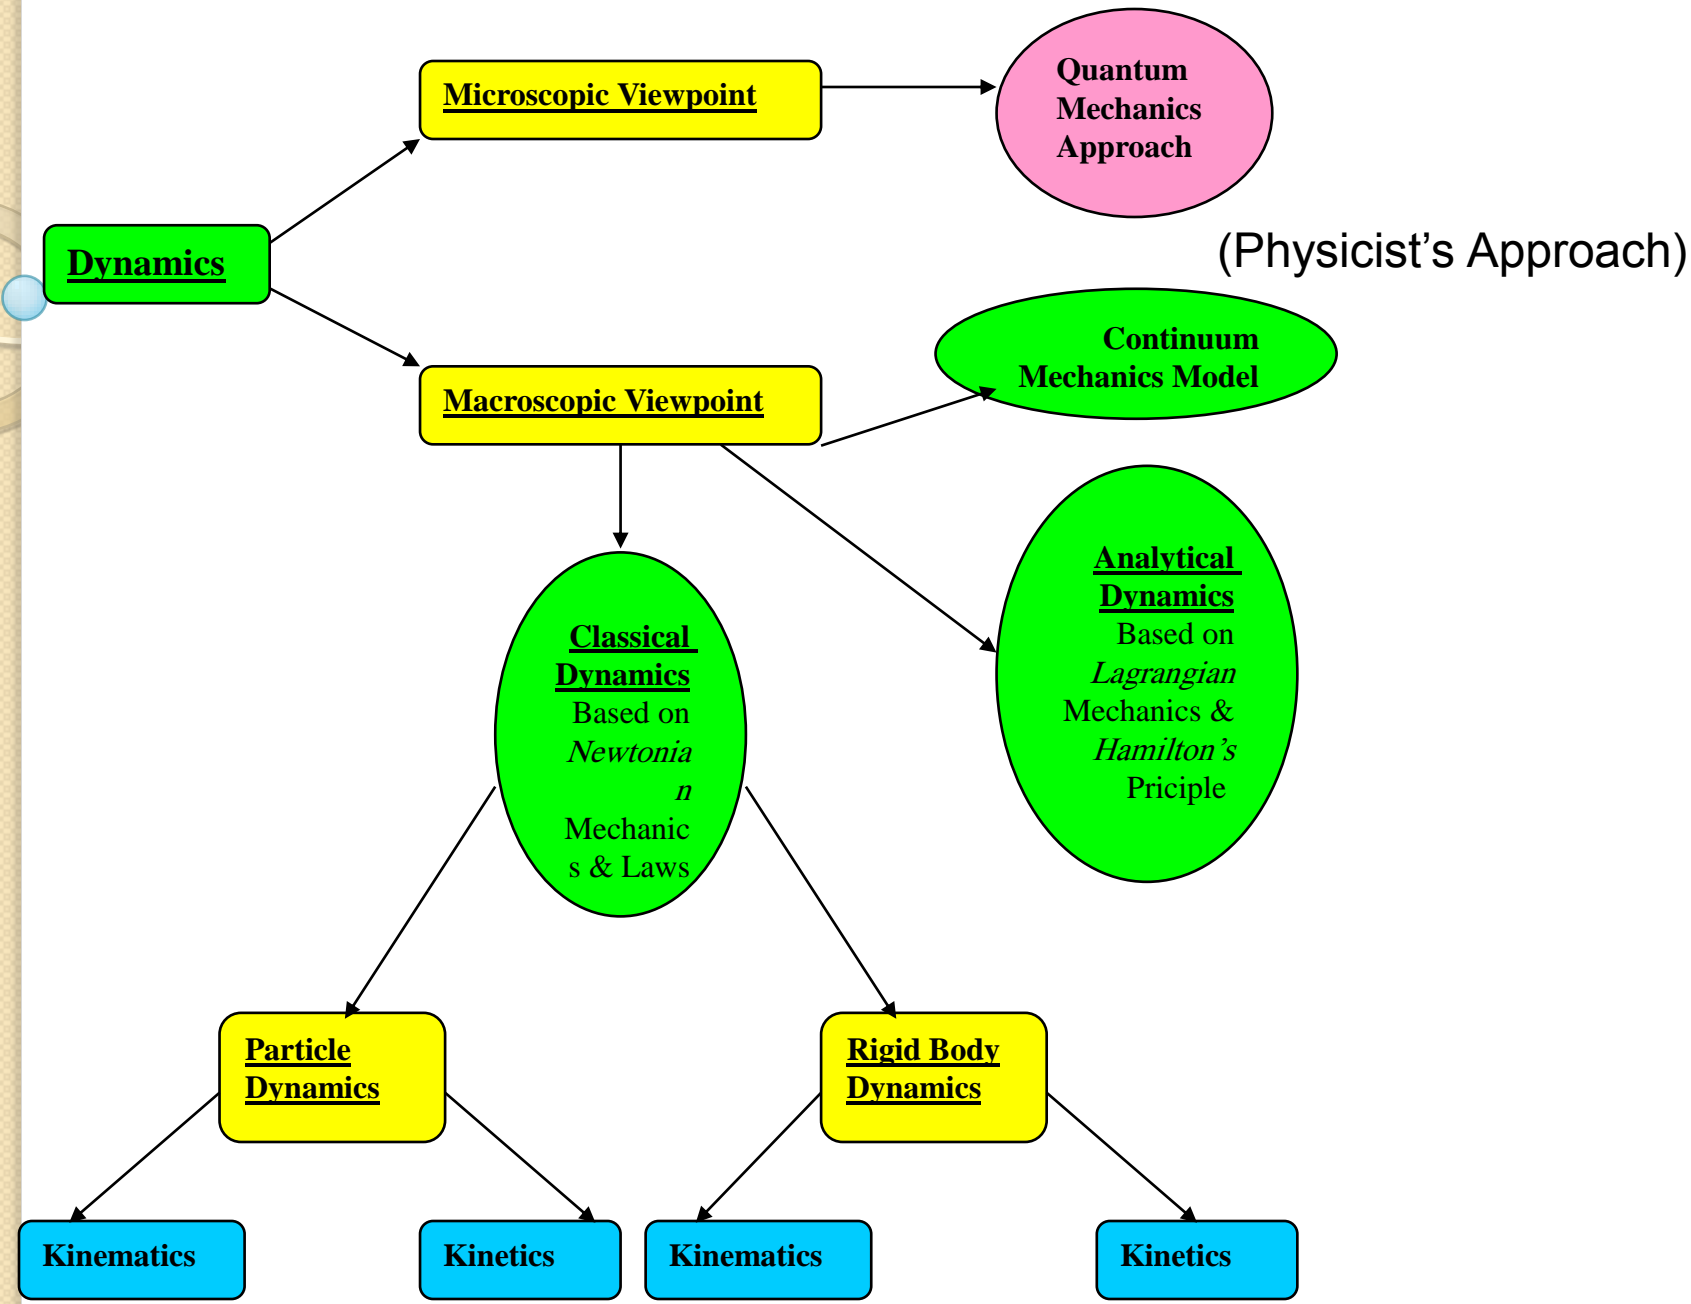 Microscopic Viewpoint
Quantum
Mechanics
Approach
Dynamics
(Physicist’s Approach)
Continuum
Mechanics Model
Macroscopic Viewpoint
Classical
Dynamics
Based on
Newtonia
n
Mechanic
s & Laws
Analytical
Dynamics
Based on
Lagrangian
Mechanics &
Hamilton’s
Priciple
Particle
Dynamics
Rigid Body
Dynamics
Kinematics
Kinetics
Kinematics
Kinetics